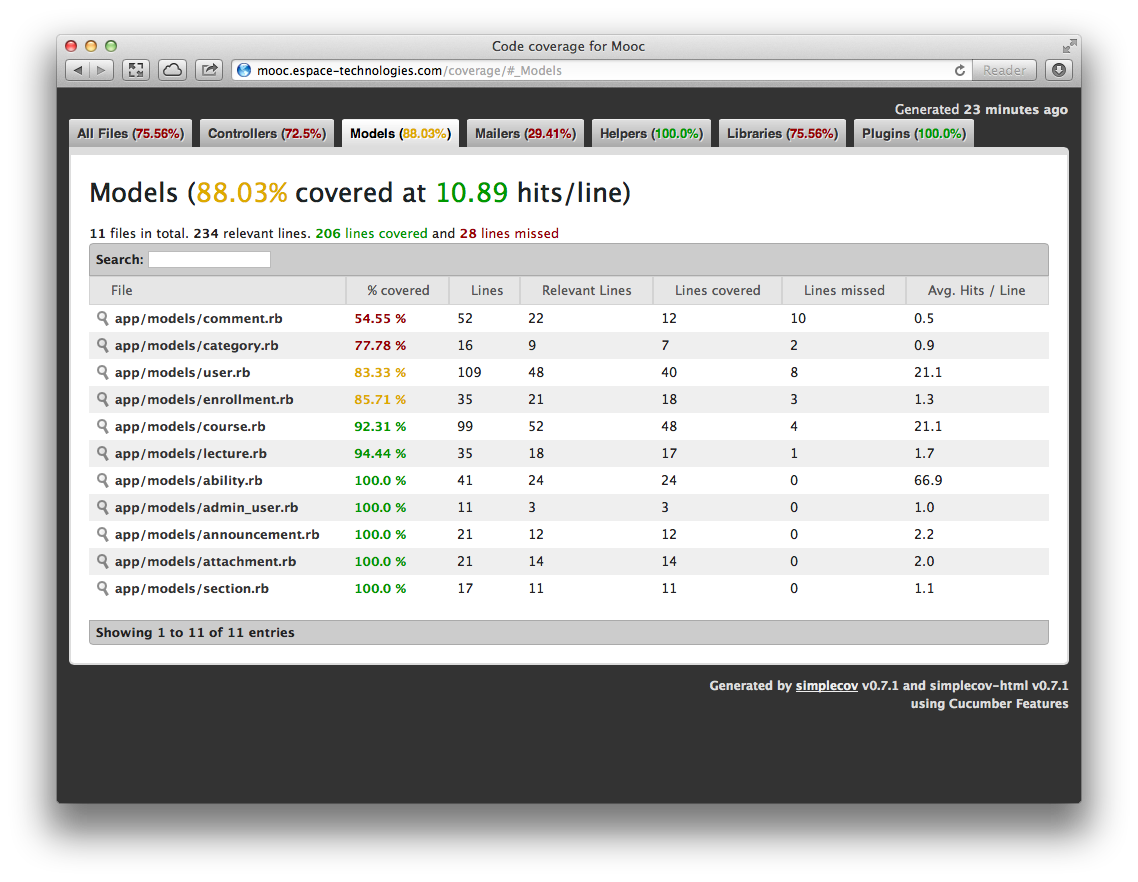 Code coverage for Mooc
mooc.espace-technologies.com/coverage/#_Models
Reader
Generated 23 minutes ago
All Files (75.56%) Controllers (72.5%) Models (88.03%) Mailers (29.41%) Helpers (100.0%) Libraries (75.56%) Plugins (100.0%)
Models (88.03% covered at 10.89 hits/line)
11 files in total. 234 relevant lines. 206 lines covered and 28 lines missed
Search:
File % covered Lines Relevant Lines Lines covered Lines missed Avg. Hits / Line
app/models/comment.rb 54.55 % 52 22 12 10 0.5
app/models/category.rb 77.78 % 16 9 7 2 0.9
app/models/user.rb 83.33 % 109 48 40 8 21.1
app/models/enrollment.rb 85.71 % 35 21 18 3 1.3
app/models/course.rb 92.31 % 99 52 48 4 21.1
app/models/lecture.rb 94.44 % 35 18 17 1 1.7
app/models/ability.rb 100.0 % 41 24 24 0 66.9
app/models/admin_user.rb 100.0 % 11 3 3 0 1.0
app/models/announcement.rb 100.0 % 21 12 12 0 2.2
app/models/attachment.rb 100.0 % 21 14 14 0 2.0
app/models/section.rb 100.0 % 17 11 11 0 1.1
Showing 1 to 11 of 11 entries
Generated by simplecov v0.7.1 and simplecov-html v0.7.1
using Cucumber Features